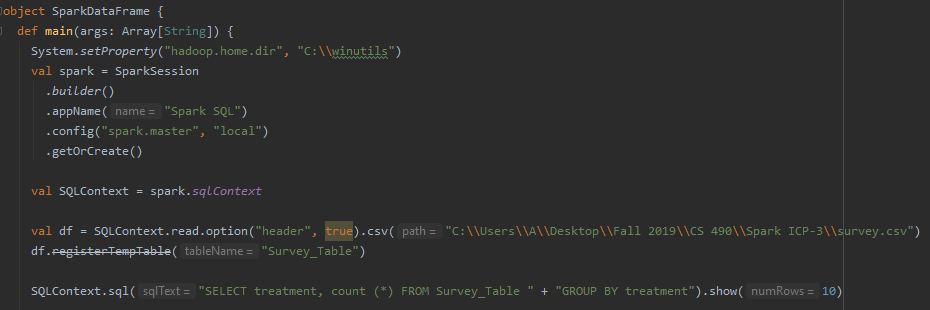 object SparkDataFrame {
def main(args: Array[String]) {
System.setProperty("hadoop.home.dir", "C:\\winutils")
val spark = SparkSession
.builder()
.appName( name = "Spark SQL")
.config("spark.master", "local")
.getOrCreate()
val SQLContext = spark.sqlContext
val df = SQLContext.read.option("header", true).csv( path = "C:\\Users\\A\\Desktop\\Fall 2019\\CS 490\\Spark ICP-3\\survey.csv")
df.registerTempTable( tableName = "Survey_Table")
SQLContext.sql( sqlText = "SELECT treatment, count (*) FROM Survey_Table " + "GROUP BY treatment").show( numRows = 10)